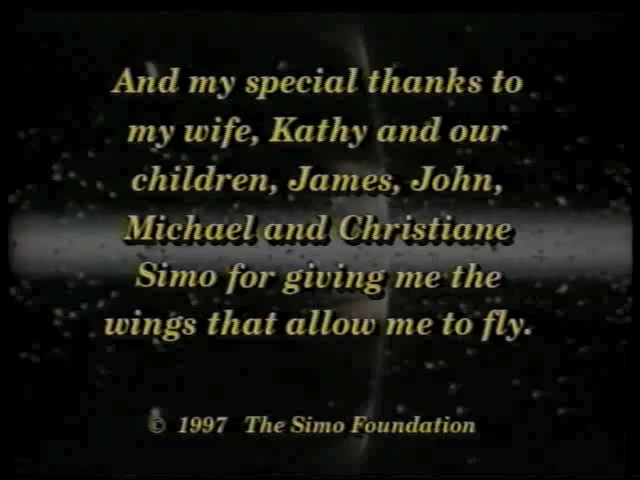 And my special thanks to
my wife, Kathy and our
children, James, John,
Michael and Christiane
Simo for giving me the
wings that allow me to fly.
© 1997 The Simo Foundation